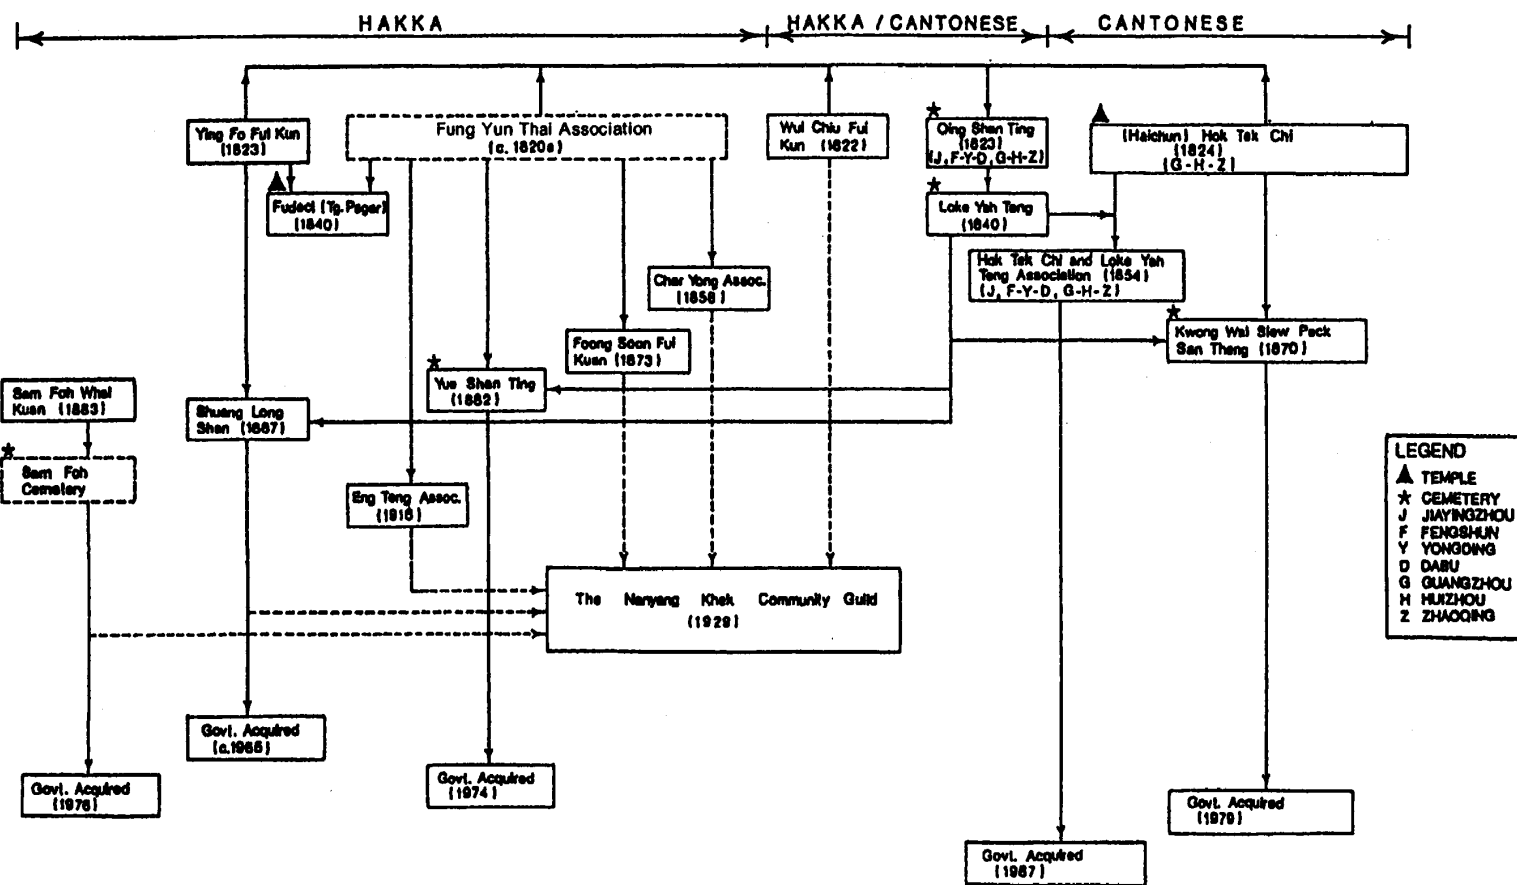 HAKKA
HAKKA / CANTONESE
CANTONESE
Ying Fo Fui Kun
(1823)
Fung Yun Thai Association
(c. 1820s)
Wui Chiu Fui
Kun (1822)
Qing Shan Ting
(1823)
(J, F-Y-D, G-H-Z)
(Haichun) Hok Tek Chi
(1824)
(G-H-Z)
Fudeci (Tg. Pagar)
(1840)
Loke Yah Teng
(1840)
Hok Tek Chi and Loke Yah
Teng Association (1854)
(J, F-Y-D, G-H-Z)
Char Yong Assoc.
(1858)
Foong Soon Fui
Kuan (1873)
Kwong Wai Siew Peck
San Theng (1870)
Yue Shan Ting
(1882)
Sam Foh Whai
Kuan (1883)
Shuang Long
Shan (1887)
Sam Foh
Cemetery
Eng Teng Assoc.
(1916)
The Nanyang Khek Community Guild
(1929)
Govt. Acquired
(c.1965)
Govt. Acquired
(1976)
Govt. Acquired
(1974)
Govt. Acquired
(1979)
Govt. Acquired
(1987)
LEGEND
TEMPLE
CEMETERY
J JIAYINGZHOU
F FENGSHUN
Y YONGDING
D DABU
G GUANGZHOU
H HUIZHOU
Z ZHAOQING